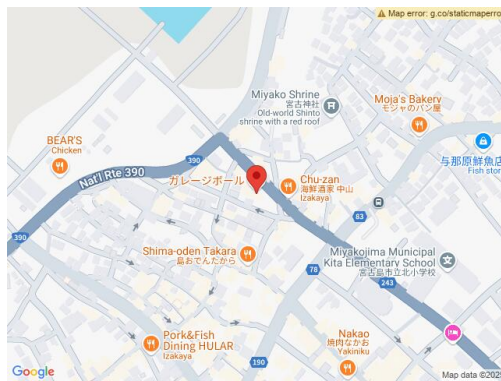 Map error: g.co/staticmaperro
Miyako Shrine
宮古神社
Old-world Shinto
shrine with a red roof
Moja's Bakery
モジャのパン屋
BEAR'S
Chicken
与那原鮮魚店
Fish stor
390
390
Nat'l Rte 390
ガレージボール
Chu-zan
海鮮酒家 中山
Izakaya
83
Shima-oden Takara
島おでんたから
Miyakojima Municipal
Kita Elementary School
宮古島市立北小学校
78
243
Pork&Fish
Dining HULAR
Izakaya
190
Nakao
焼肉なかお
Yakiniku
Google
Map data ©2025